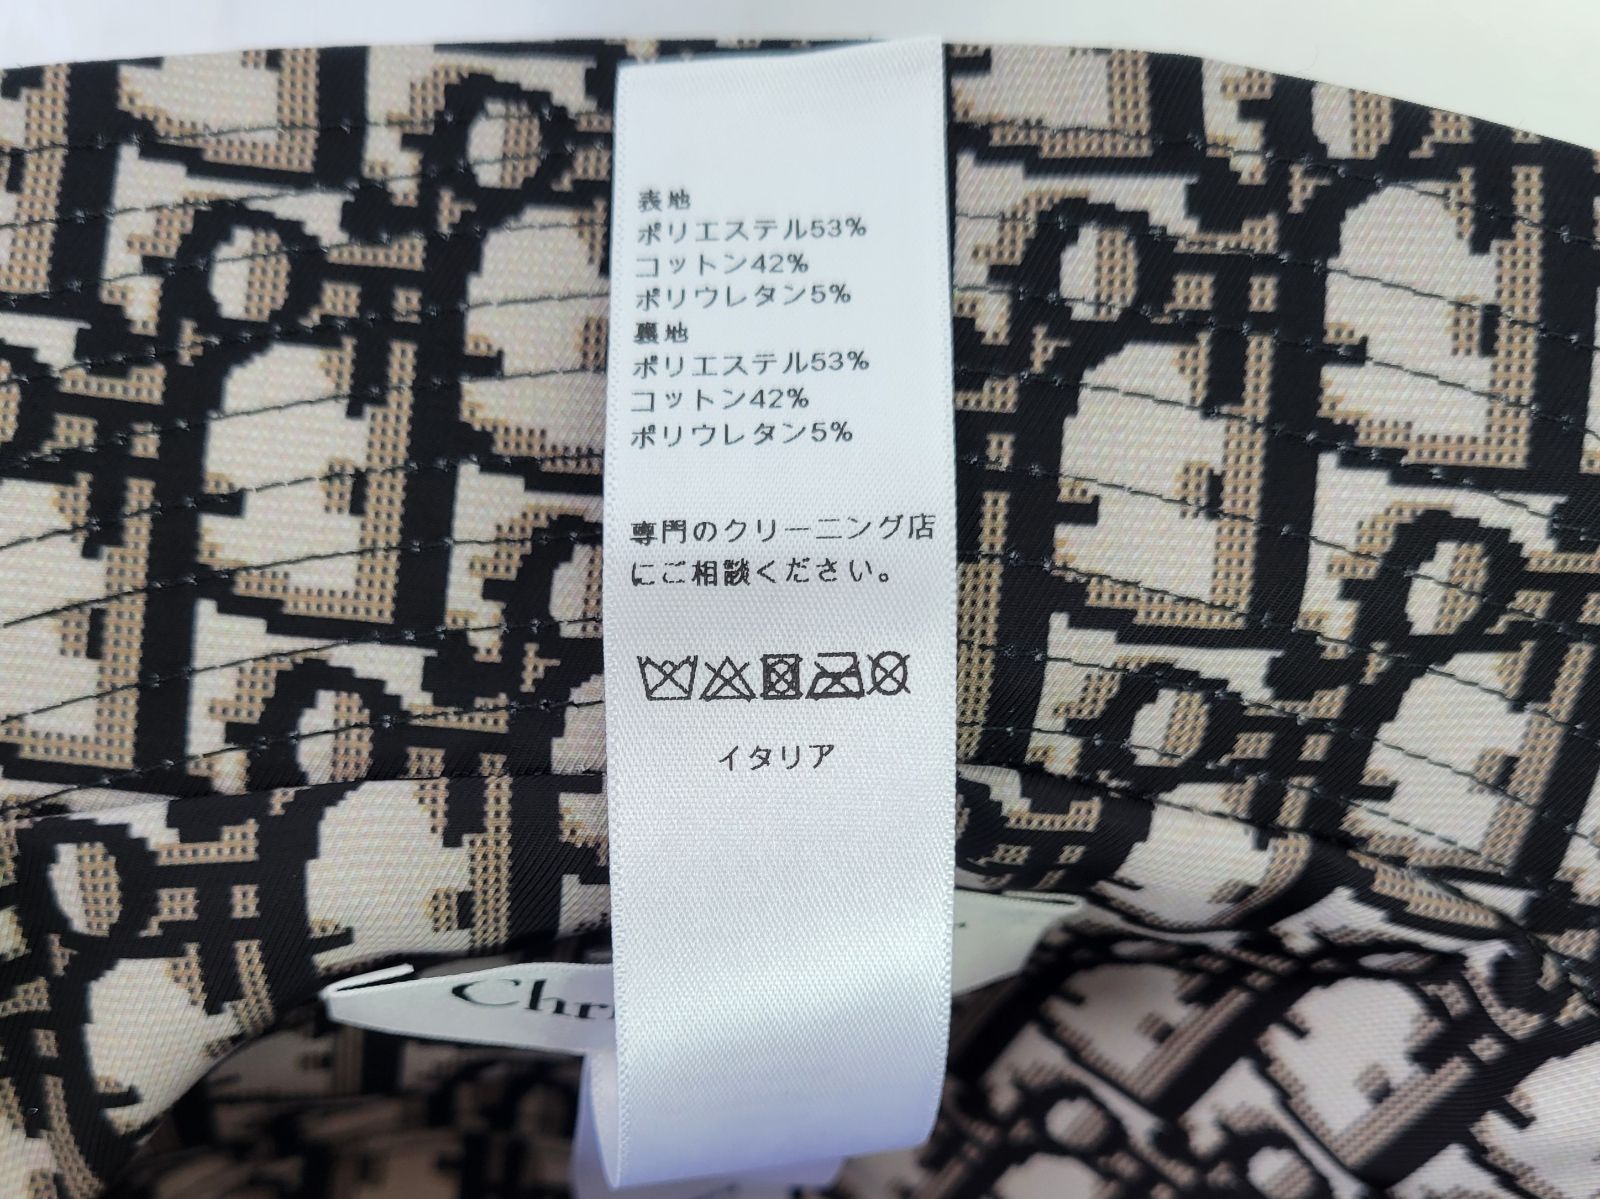 表地
ポリエステル53%
コットン42%
ポリウレタン5%
裏地
ポリエステル53%
コットン42%
ポリウレタン5%
専門のクリーニング店
にご相談ください。
イタリア
Chr